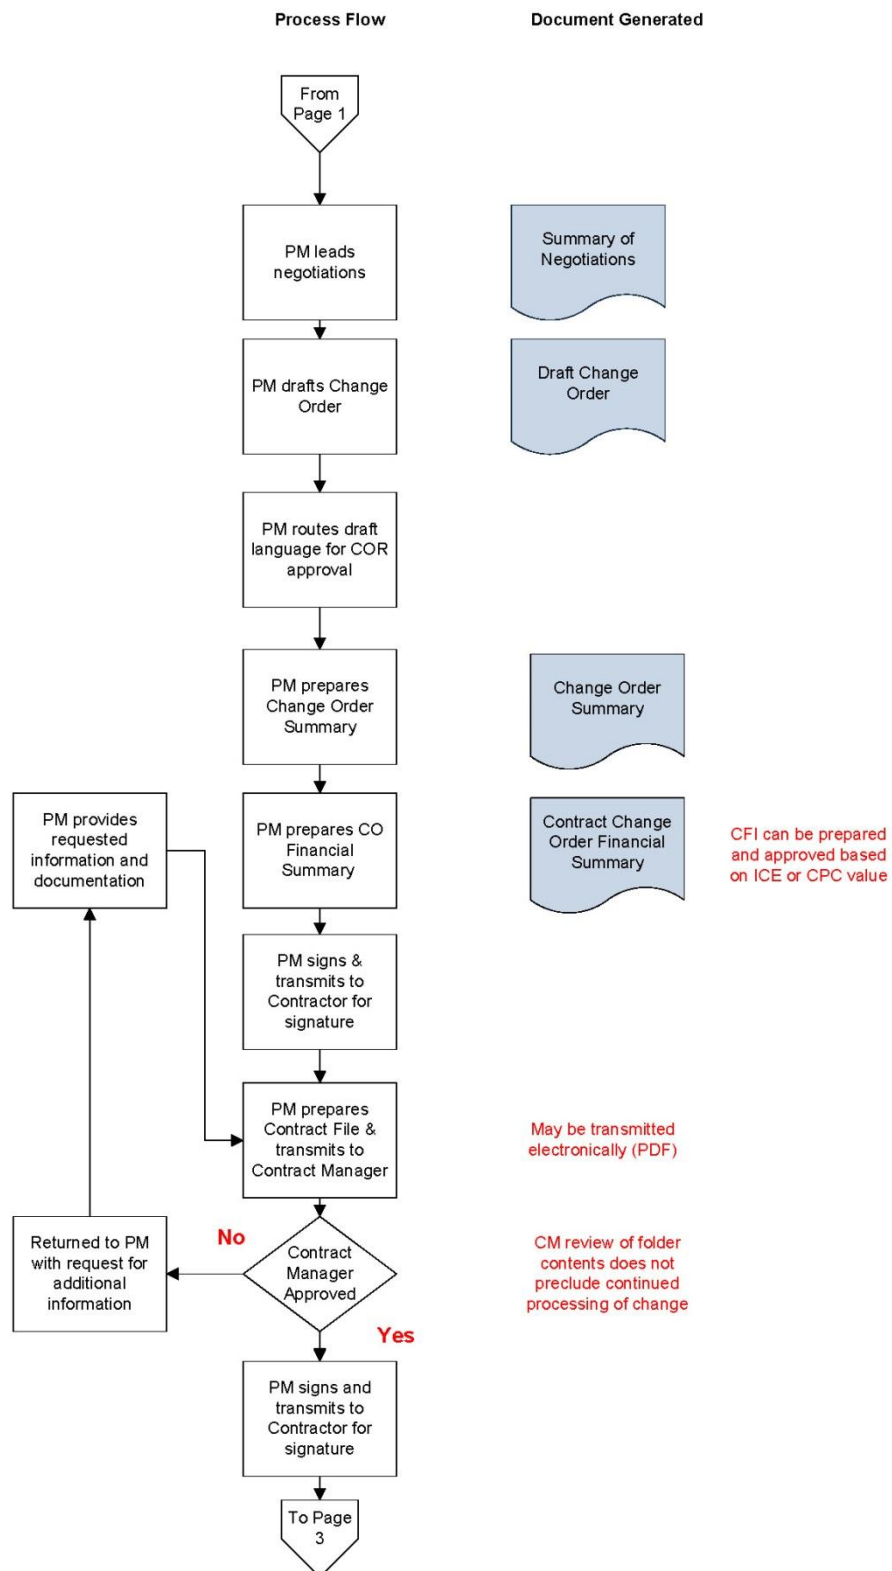 Process Flow
Document Generated
From
Page 1
PM leads
negotiations
Summary of
Negotiations
PM drafts Change
Order
Draft Change
Order
PM routes draft
language for COR
approval
PM prepares
Change Order
Summary
Change Order
Summary
PM provides
requested
information and
documentation
PM prepares CO
Financial
Summary
Contract Change
Order Financial
Summary
CFI can be prepared
and approved based
on ICE or CPC value
PM signs &
transmits to
Contractor for
signature
PM prepares
Contract File &
transmits to
Contract Manager
May be transmitted
electronically (PDF)
Returned to PM
with request for
additional
information
No
Contract
Manager
Approved
CM review of folder
contents does not
preclude continued
processing of change
Yes
PM signs and
transmits to
Contractor for
signature
To Page
3